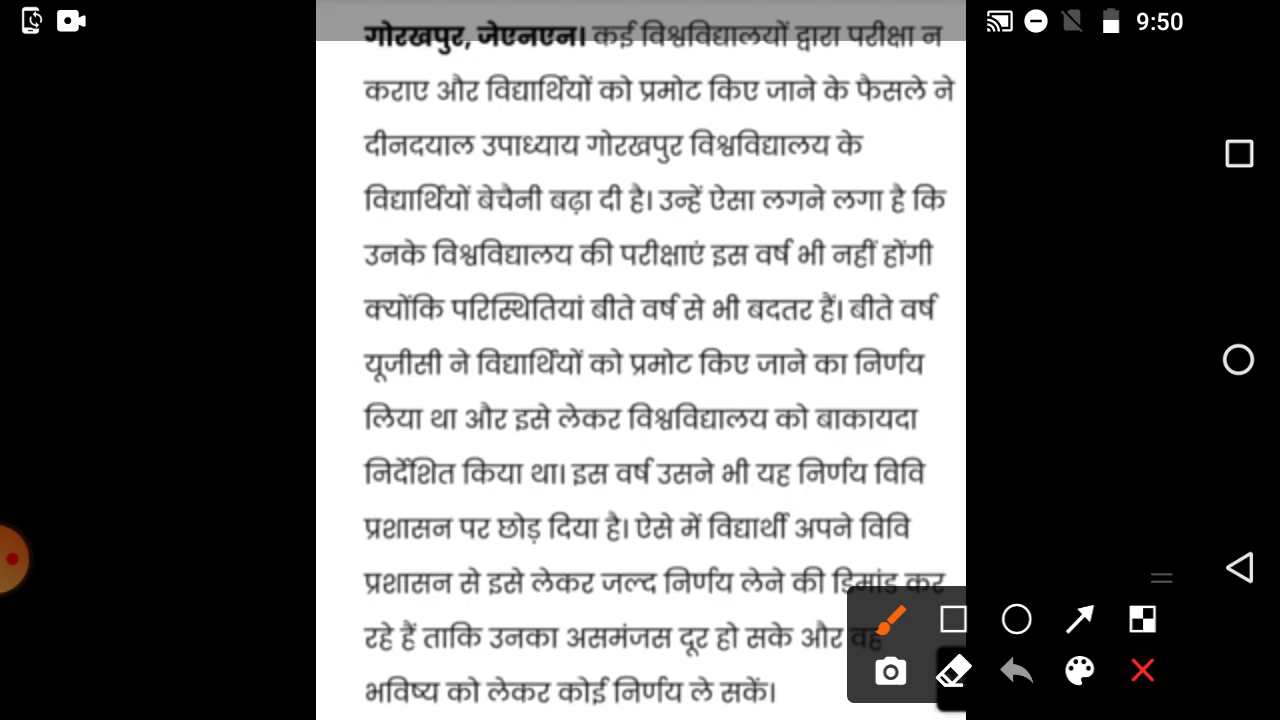 9:50
गोरखपुर, जेएनएन। कई विश्वविद्यालयों द्वारा परीक्षा न
कराए और विद्यार्थियों को प्रमोट किए जाने के फैसले ने
दीनदयाल उपाध्याय गोरखपुर विश्वविद्यालय के
विद्यार्थियों बेचैनी बढ़ा दी है। उन्हें ऐसा लगने लगा है कि
उनके विश्वविद्यालय की परीक्षाएं इस वर्ष भी नहीं होंगी
क्योंकि परिस्थितियां बीते वर्ष से भी बदतर हैं। बीते वर्ष
यूजीसी ने विद्यार्थियों को प्रमोट किए जाने का निर्णय
लिया था और इसे लेकर विश्वविद्यालय को बाकायदा
निर्देशित किया था। इस वर्ष उसने भी यह निर्णय विवि
प्रशासन पर छोड़ दिया है। ऐसे में विद्यार्थी अपने विवि
प्रशासन से इसे लेकर जल्द निर्णय लेने की डिमांड कर
रहे हैं ताकि उनका असमंजस दूर हो सके और वह
भविष्य को लेकर कोई निर्णय ले सकें।